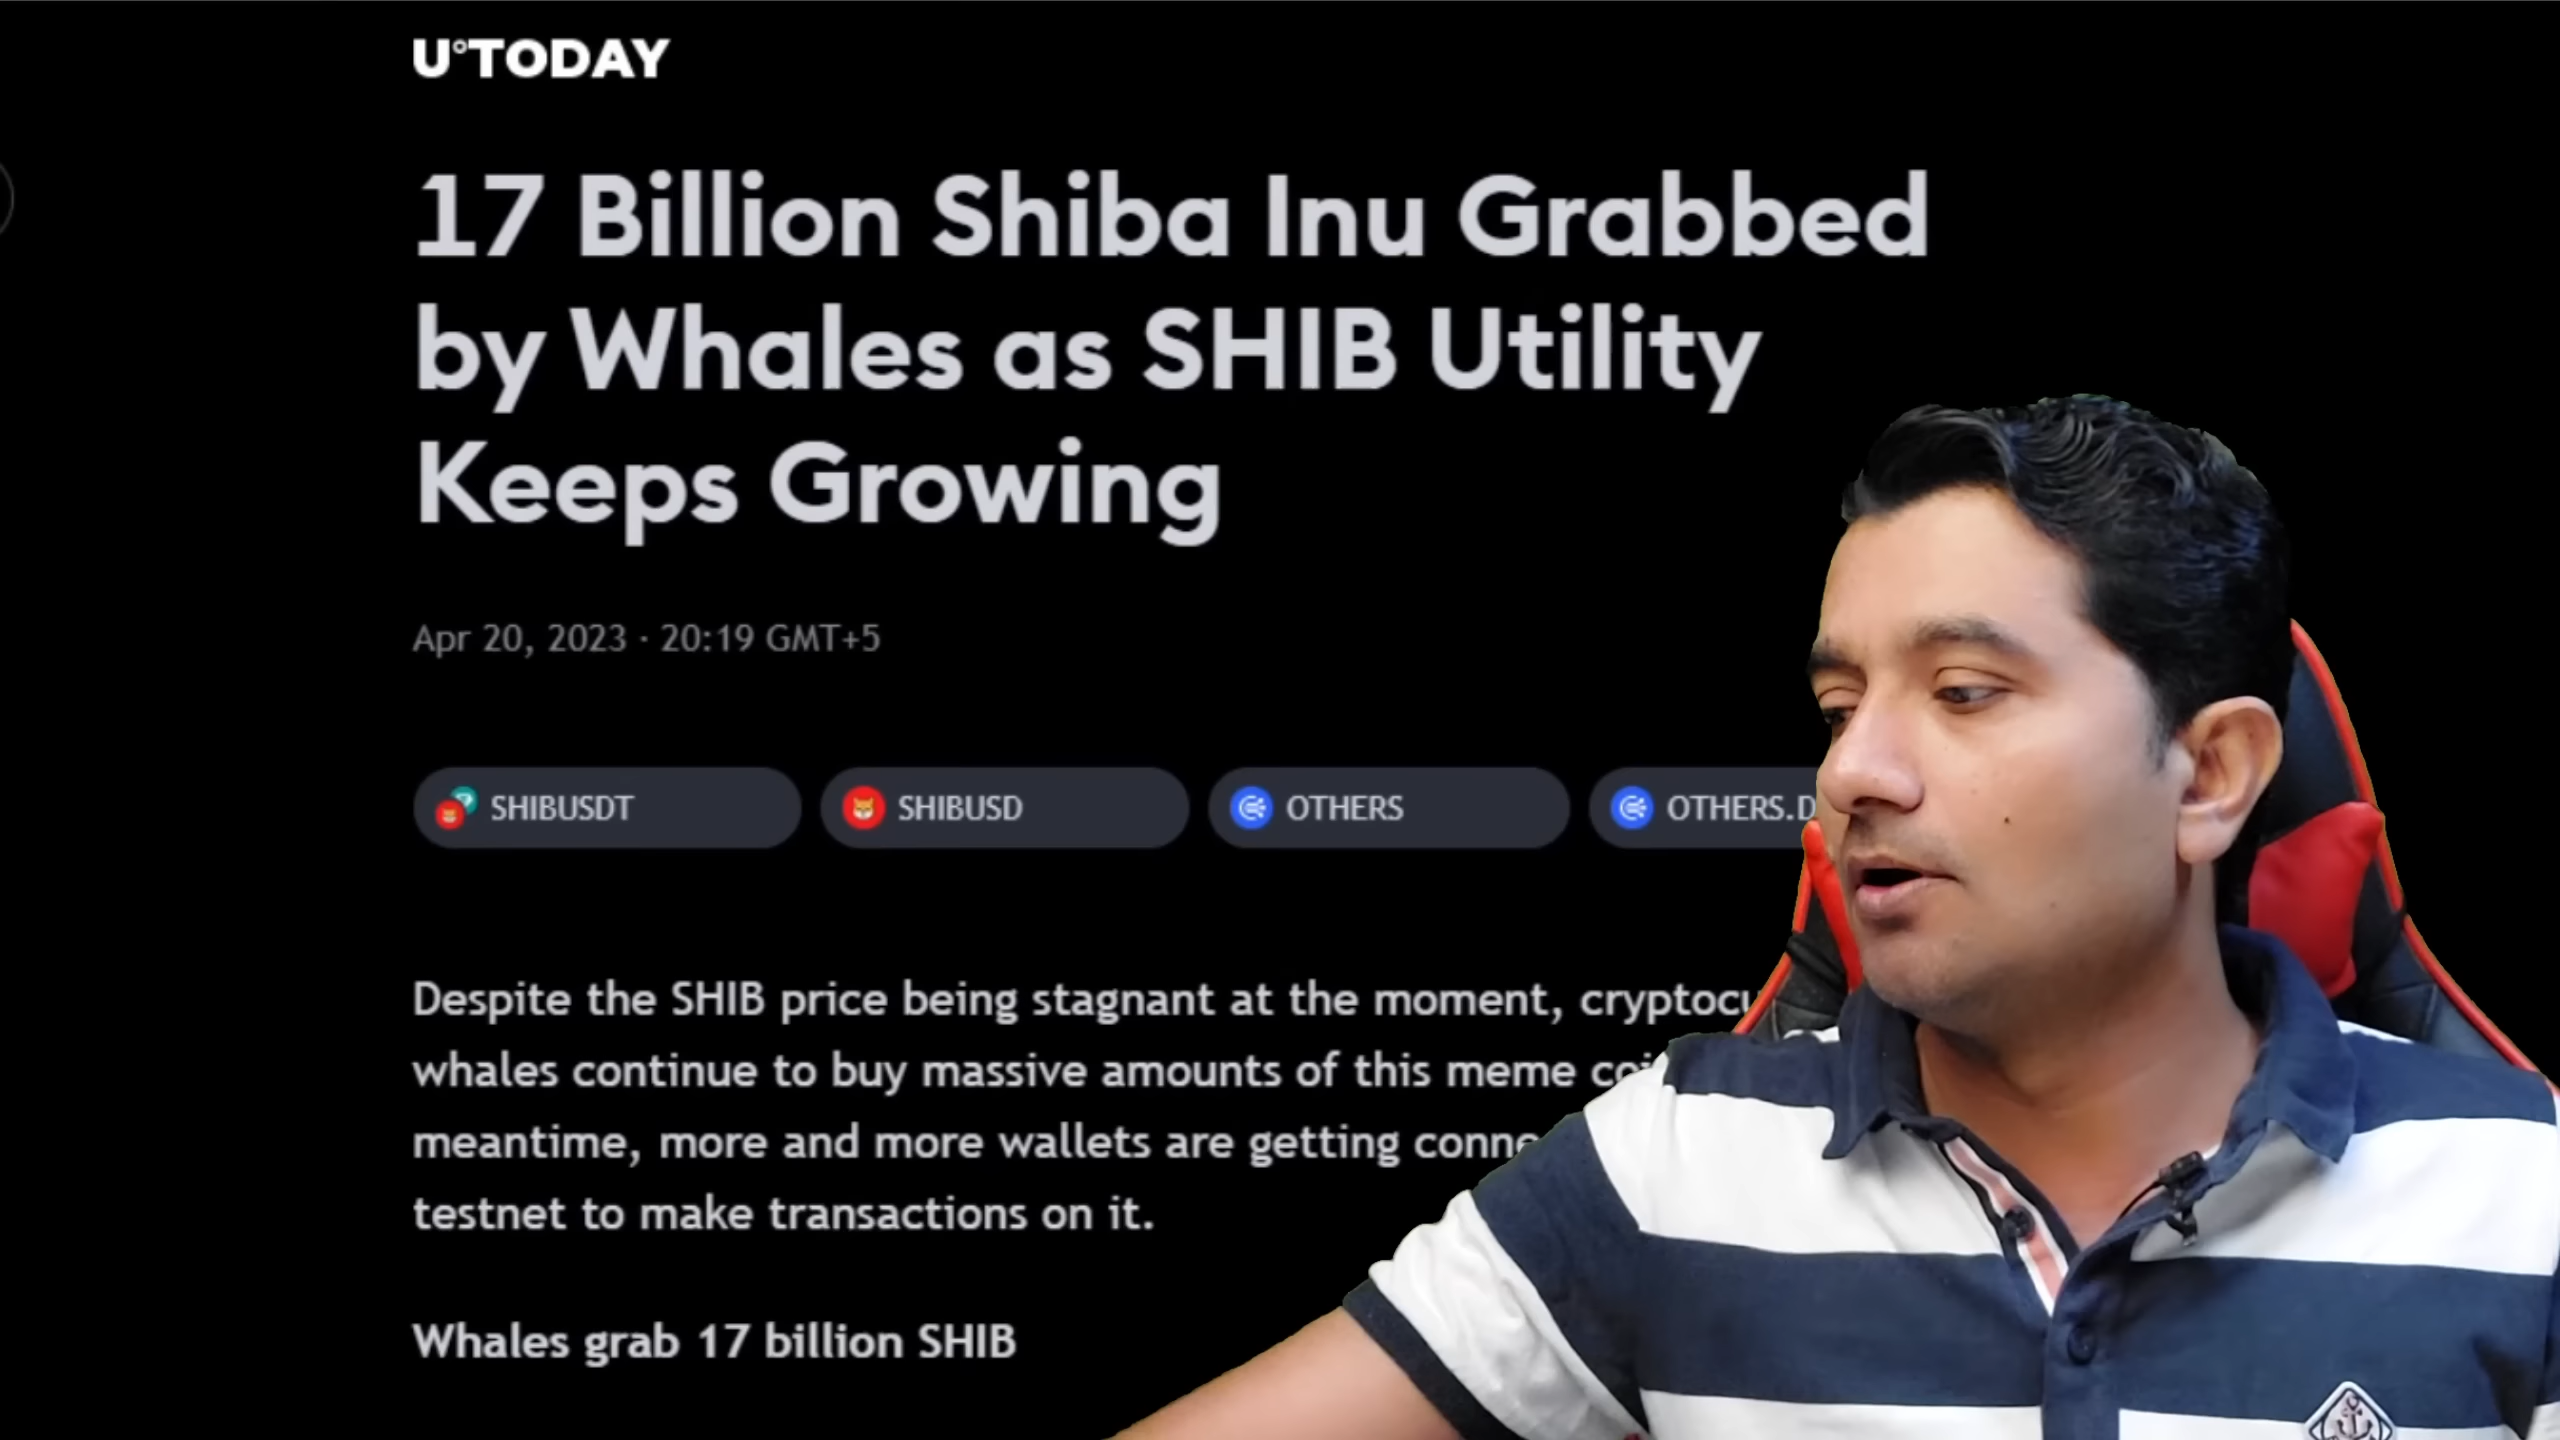 U°TODAY
17 Billion Shiba Inu Grabbed
by Whales as SHIB Utility
Keeps Growing
Apr 20, 2023 · 20:19 GMT+5
SHIBUSDT SHIBUSD OTHERS OTHERS.D
Despite the SHIB price being stagnant at the moment,
whales continue to buy massive amounts of this meme
meantime, more and more wallets are getting
testnet to make transactions on it.
Whales grab 17 billion SHIB